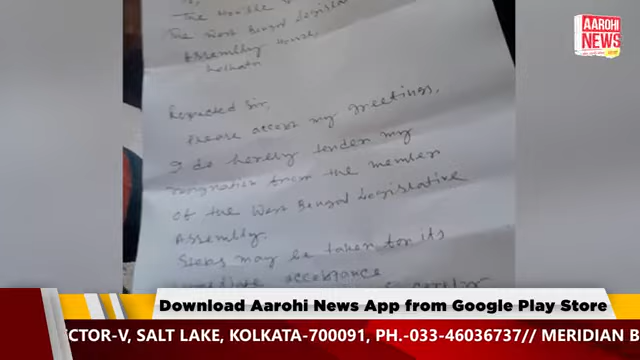 To,
The West Bengal Legislative
Assembly House,
Kolkata
Respected Sir,
Please accept my greetings.
I do hereby tender my
resignation from the member
of the West Bengal Legislative
Assembly.
Steps may be taken for its
acceptance
AAROHI
NEWS
Download Aarohi News App from Google Play Store
ECTOR-V, SALT LAKE, KOLKATA-700091, PH.-033-46036737// MERIDIAN B